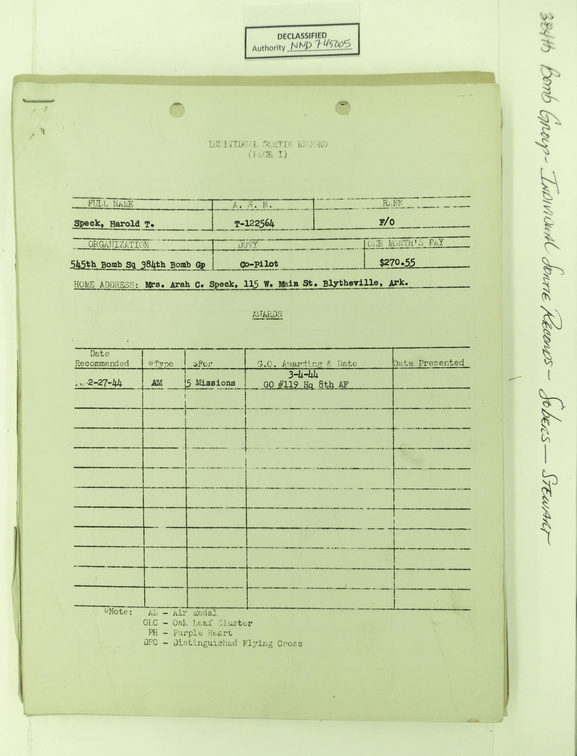 DECLASSIFIED
Authority NND 745005
384th Bomb Group - Individual Sortie Records - Sobers - Stewart
INDIVIDUAL SORTIE RECORD
(PAGE I)
FULL NAME A. S. N. RANK
Speck, Harold T. T-122564 F/O
ORGANIZATION DUTY ONE MONTH'S PAY
545th Bomb Sq 384th Bomb Gp Co-Pilot $270.55
HOME ADDRESS: Mrs. Arah C. Speck, 115 W. Main St. Blytheville, Ark.
AWARDS
Date
Recommended *Type *For G.O. Awarding & Date Date Presented
3-4-44
2-27-44 AM 5 Missions GO #119 Hq 8th AF
*Note: AM - Air Medal
OLC - Oak Leaf Cluster
PH - Purple Heart
DFC - Distinguished Flying Cross